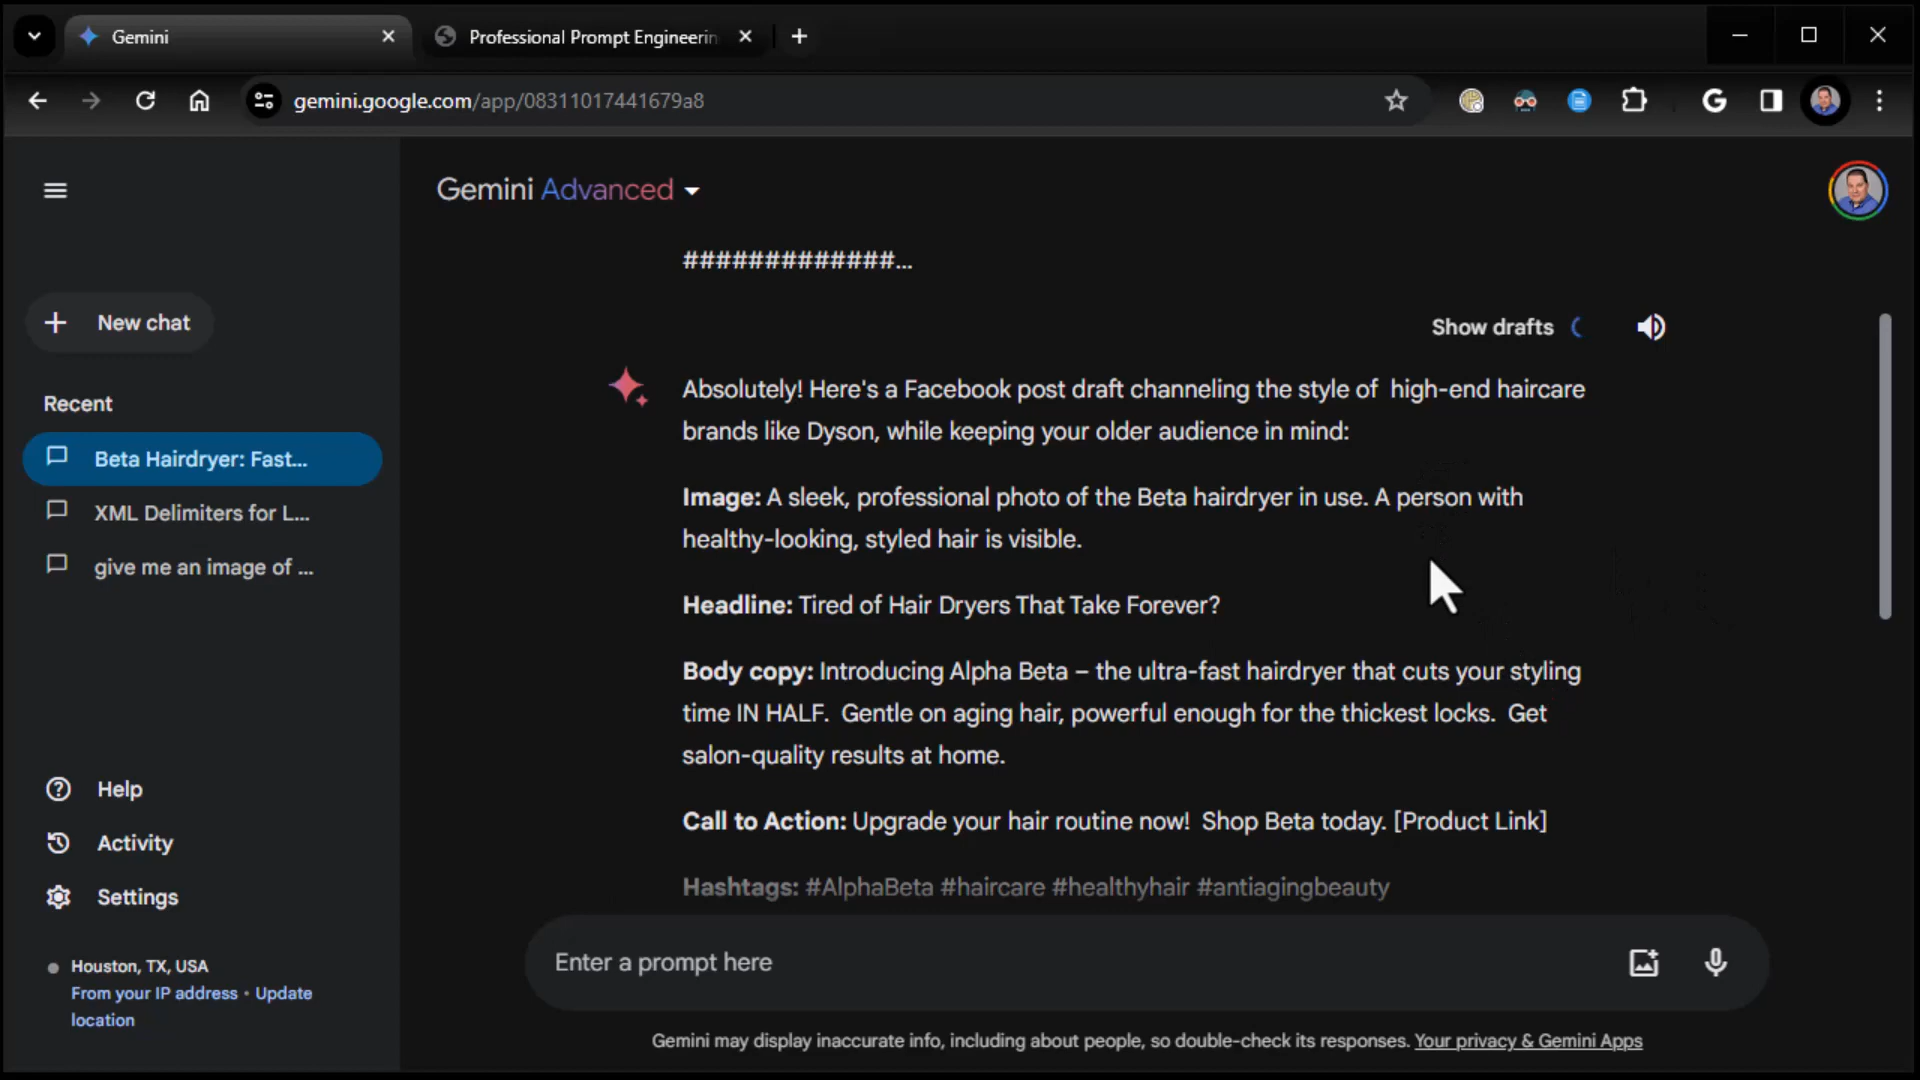 Gemini
Professional Prompt Engineerin
gemini.google.com/app/08311017441679a8
Gemini Advanced
#############...
New chat
Show drafts
Recent
Absolutely! Here's a Facebook post draft channeling the style of high-end haircare
brands like Dyson, while keeping your older audience in mind:
Beta Hairdryer: Fast...
XML Delimiters for L...
give me an image of ...
Image: A sleek, professional photo of the Beta hairdryer in use. A person with
healthy-looking, styled hair is visible.
Headline: Tired of Hair Dryers That Take Forever?
Body copy: Introducing Alpha Beta – the ultra-fast hairdryer that cuts your styling
time IN HALF. Gentle on aging hair, powerful enough for the thickest locks. Get
salon-quality results at home.
Call to Action: Upgrade your hair routine now! Shop Beta today. [Product Link]
Hashtags: #AlphaBeta #haircare #healthyhair #antiagingbeauty
Help
Activity
Settings
Houston, TX, USA
From your IP address • Update
location
Enter a prompt here
Gemini may display inaccurate info, including about people, so double-check its responses. Your privacy & Gemini Apps